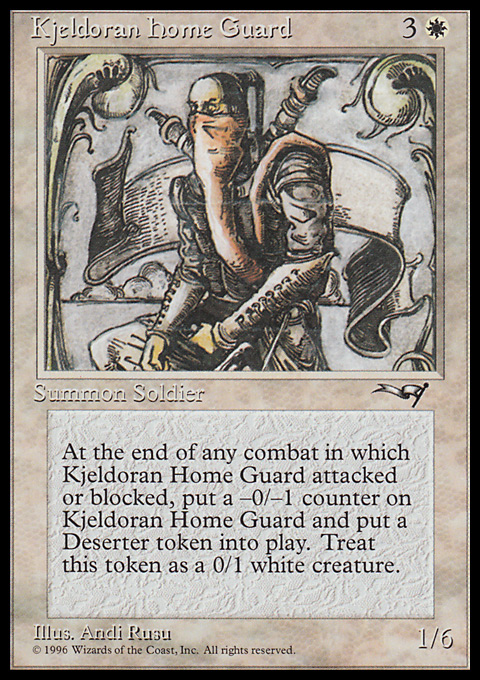 Kjeldoran Home Guard 3
Summon Soldier
At the end of any combat in which
Kjeldoran Home Guard attacked
or blocked, put a –0/–1 counter on
Kjeldoran Home Guard and put a
Deserter token into play. Treat
this token as a 0/1 white creature.
Illus. Andi Rusu
1/6
© 1996 Wizards of the Coast, Inc. All rights reserved.